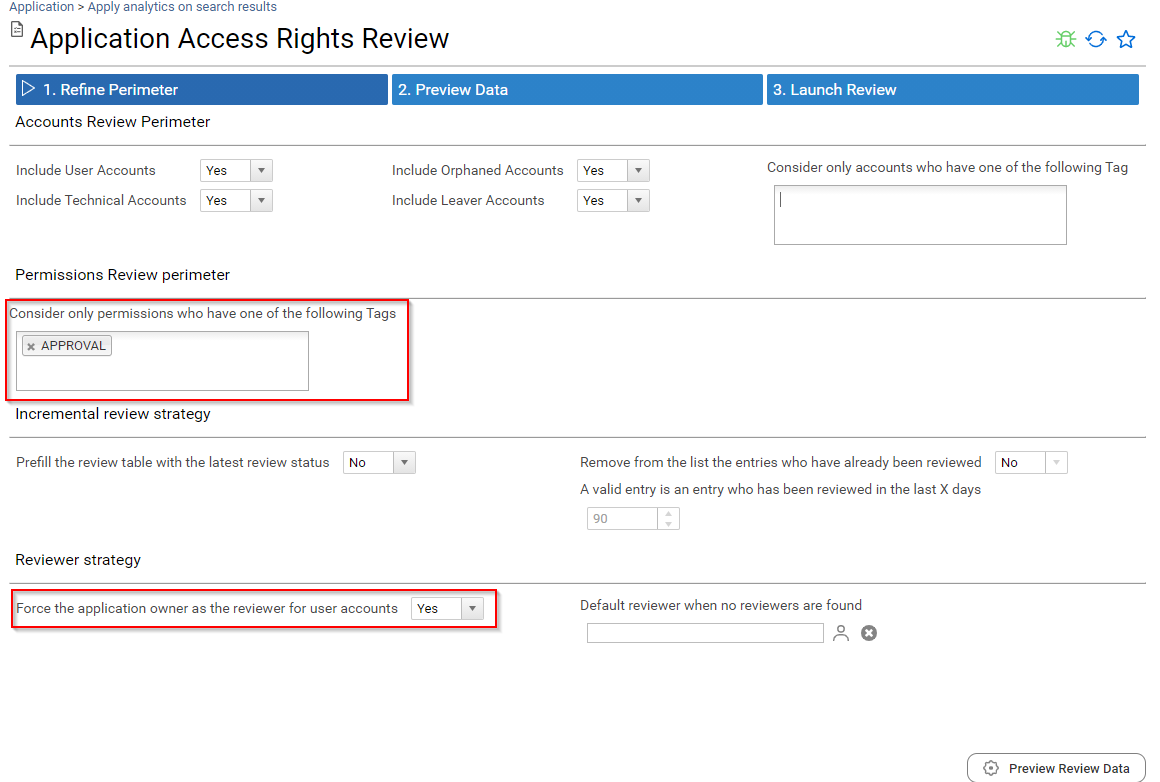 Application > Apply analytics on search results
Application Access Rights Review
1. Refine Perimeter
2. Preview Data
3. Launch Review
Accounts Review Perimeter
Include User Accounts Yes
Include Orphaned Accounts Yes
Consider only accounts who have one of the following Tag
Include Technical Accounts Yes
Include Leaver Accounts Yes
Permissions Review perimeter
Consider only permissions who have one of the following Tags
APPROVAL
Incremental review strategy
Prefill the review table with the latest review status No
Remove from the list the entries who have already been reviewed No
A valid entry is an entry who has been reviewed in the last X days
90
Reviewer strategy
Force the application owner as the reviewer for user accounts Yes
Default reviewer when no reviewers are found
Preview Review Data